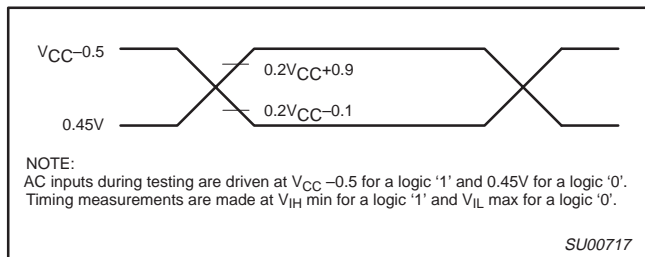 VCC–0.5
0.2VCC+0.9
0.2VCC–0.1
0.45V
NOTE:
AC inputs during testing are driven at VCC –0.5 for a logic ‘1’ and 0.45V for a logic ‘0’.
Timing measurements are made at VIH min for a logic ‘1’ and VIL max for a logic ‘0’.
SU00717